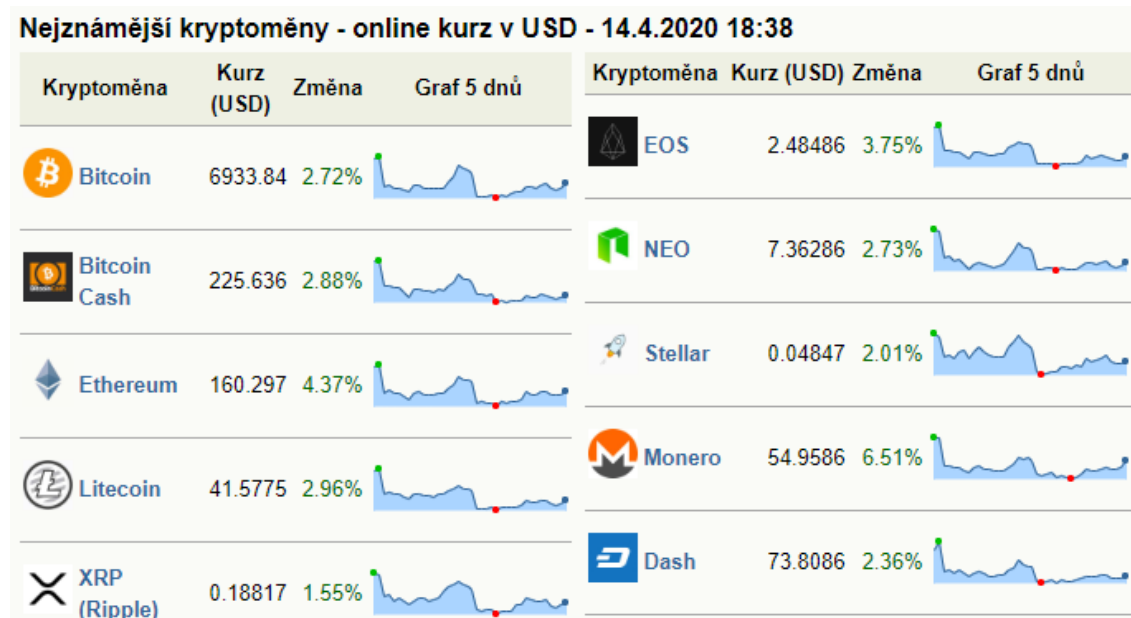 Nejznámější kryptoměny - online kurz v USD - 14.4.2020 18:38
Kryptoměna Kurz (USD) Změna Graf 5 dnů
Bitcoin 6933.84 2.72%
Bitcoin Cash 225.636 2.88%
Ethereum 160.297 4.37%
Litecoin 41.5775 2.96%
XRP (Ripple) 0.18817 1.55%
Kryptoměna Kurz (USD) Změna Graf 5 dnů
EOS 2.48486 3.75%
NEO 7.36286 2.73%
Stellar 0.04847 2.01%
Monero 54.9586 6.51%
Dash 73.8086 2.36%